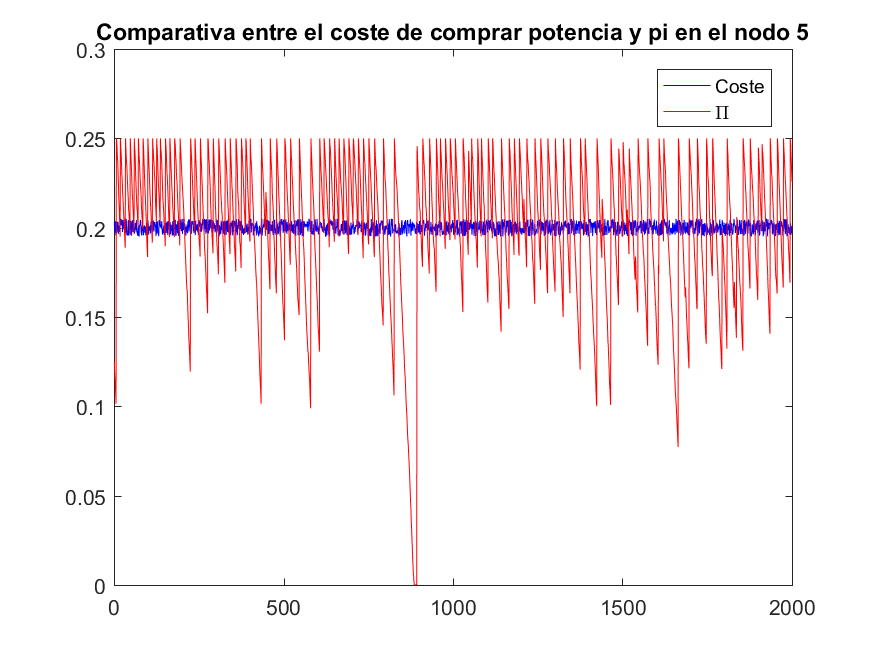 Comparativa entre el coste de comprar potencia y pi en el nodo 5
0.3
Coste
Π
0.25
0.2
0.15
0.1
0.05
0
0 500 1000 1500 2000